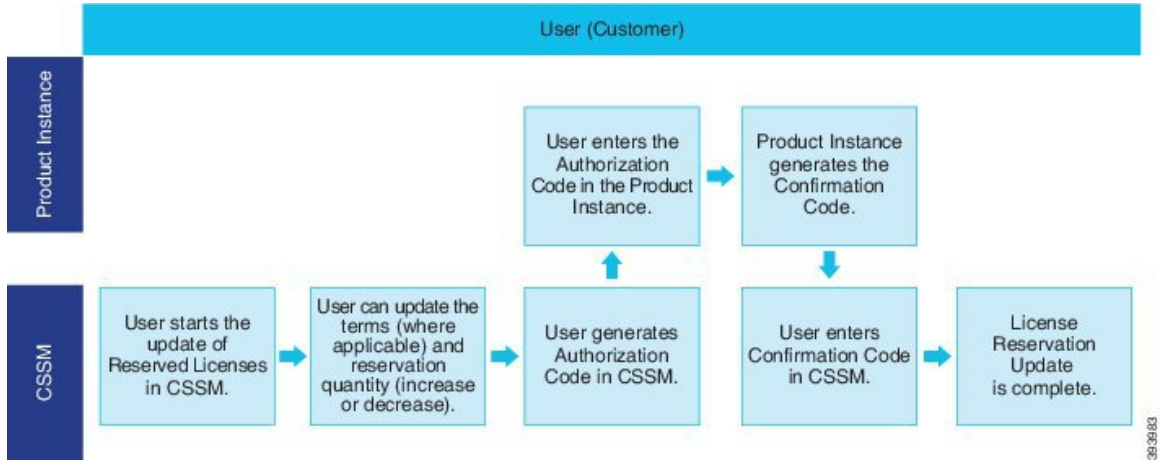 User (Customer)
Product Instance
User enters the
Authorization
Code in the Product
Instance.
Product Instance
generates the
Confirmation
Code.
CSSM
User starts the
update of
Reserved Licenses
in CSSM.
User can update the
terms (where
applicable) and
reservation
quantity (increase
or decrease).
User generates
Authorization
Code in CSSM.
User enters
Confirmation Code
in CSSM.
License
Reservation
Update
is complete.
393983